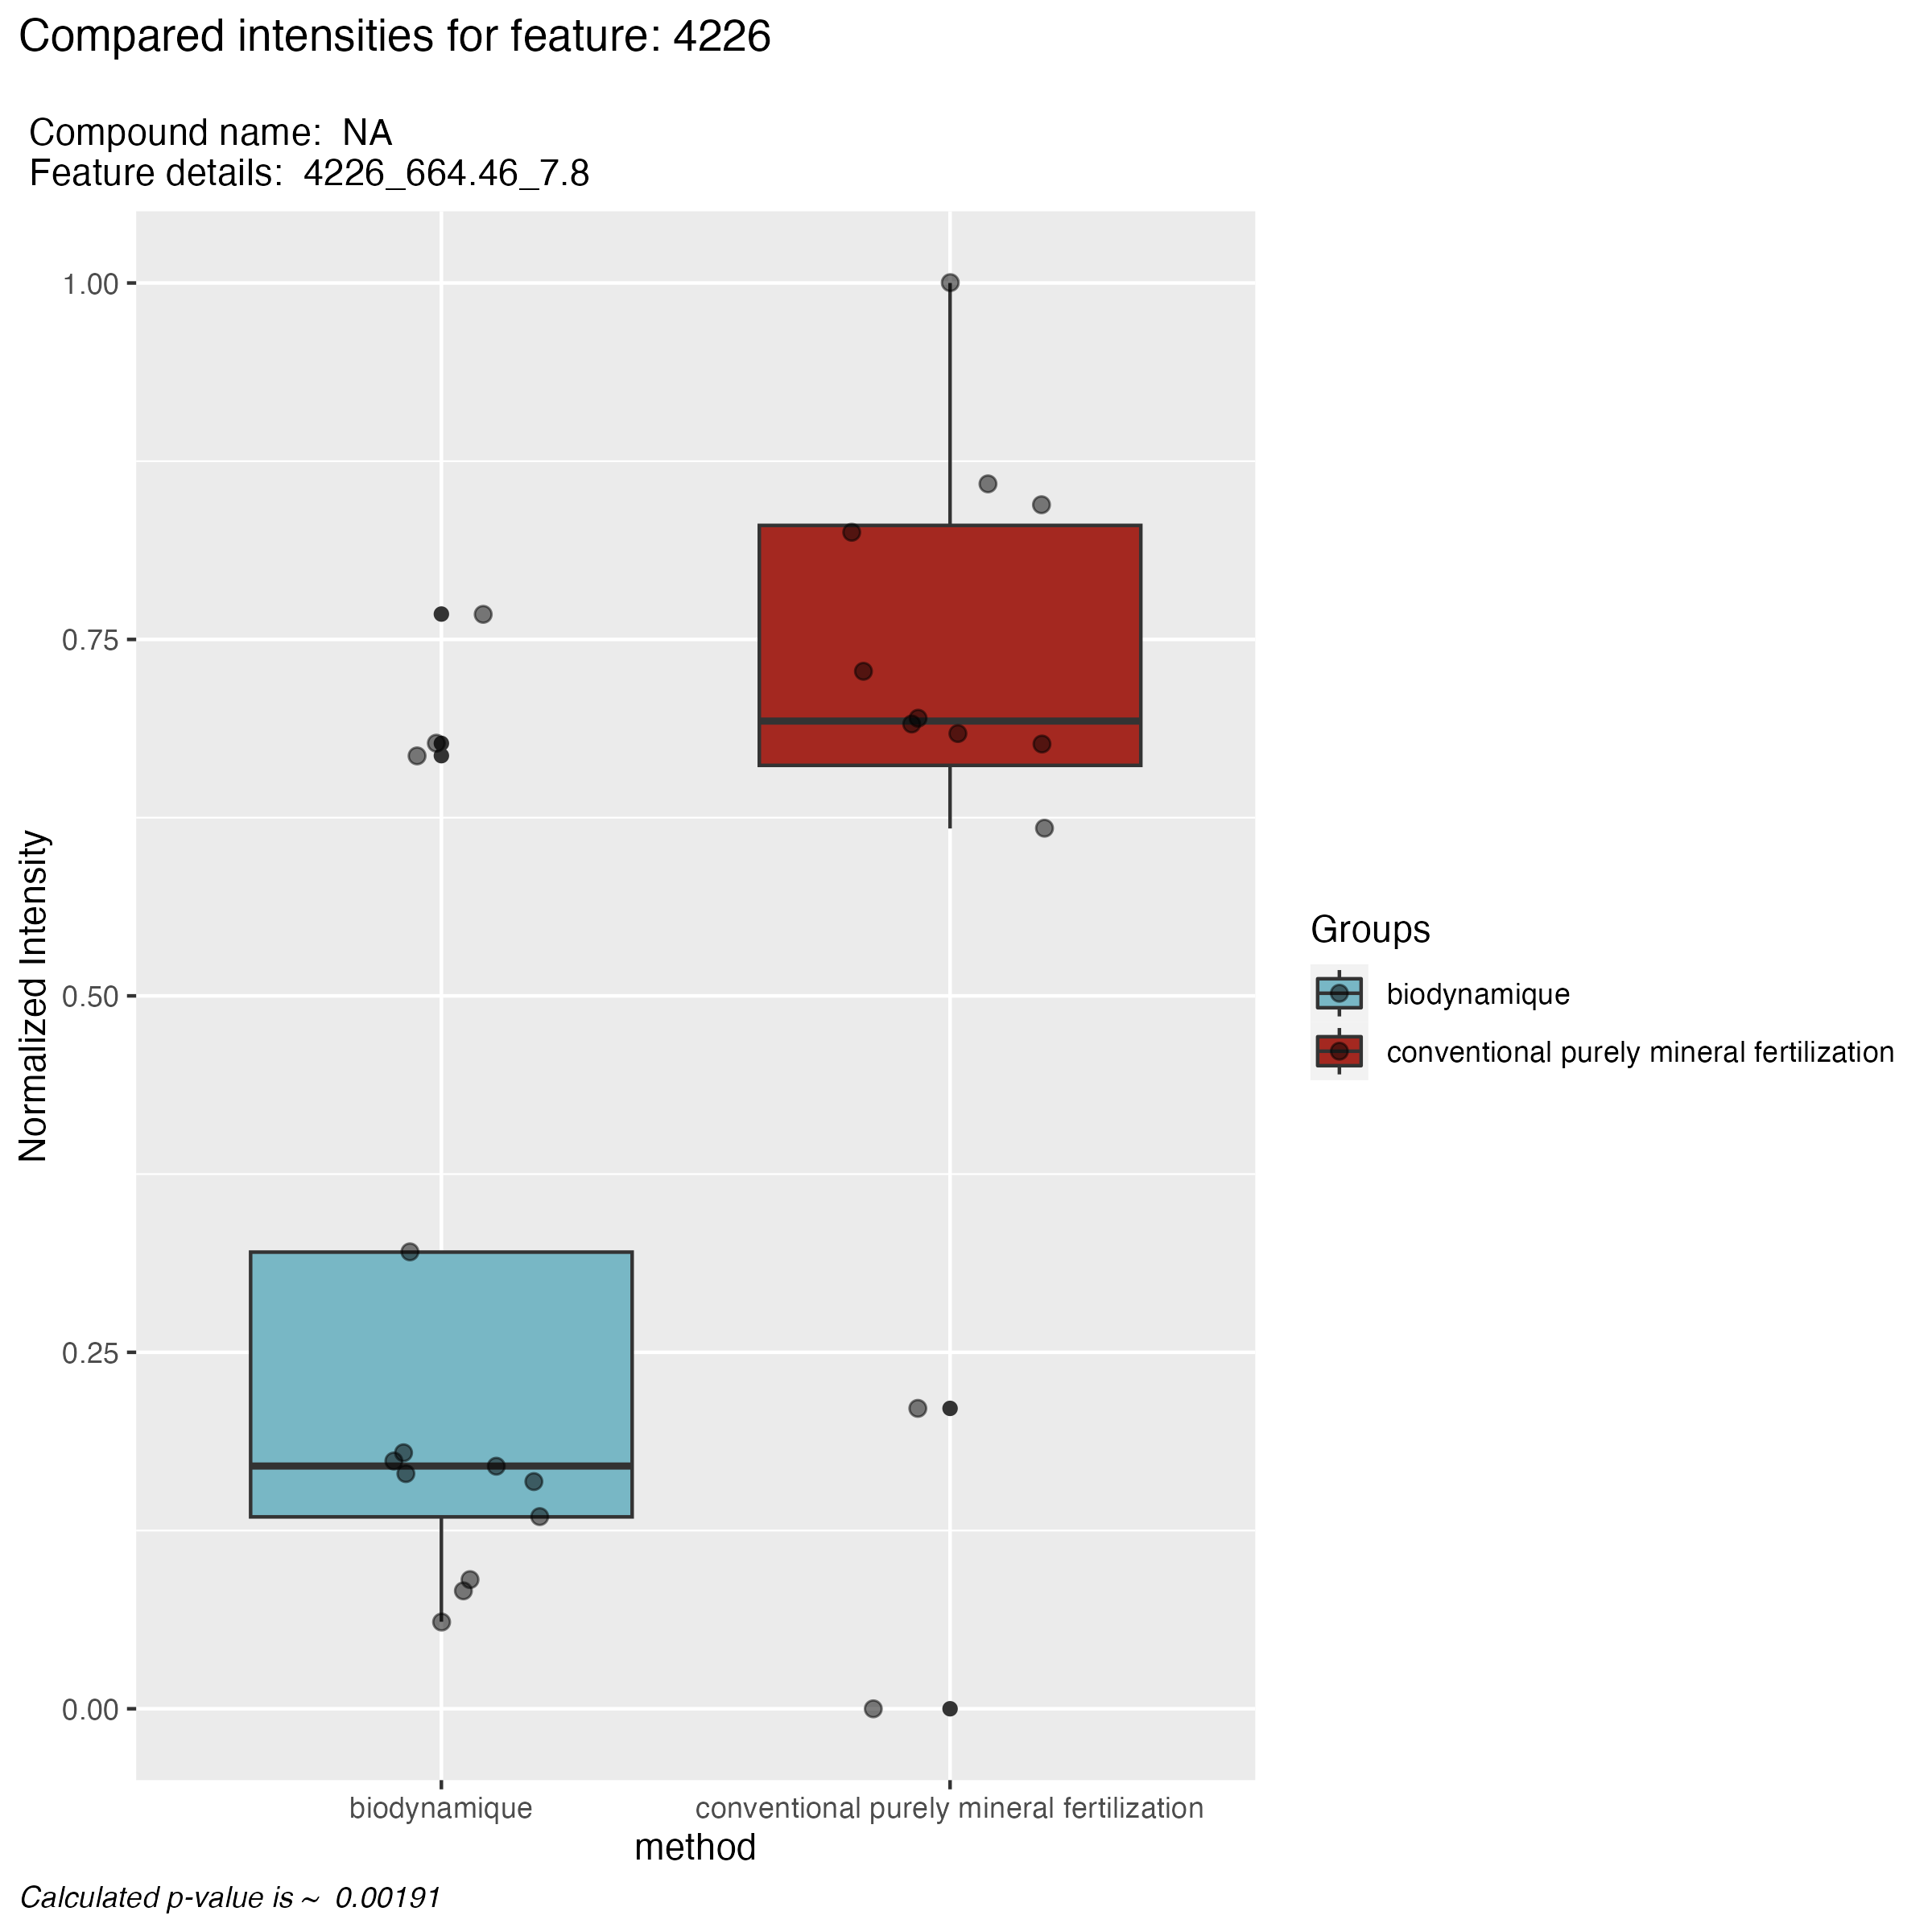 Compared intensities for feature: 4226
Compound name:  NA
Feature details:  4226_664.46_7.8
1.00
0.75
0.50
0.25
0.00
Normalized Intensity
biodynamique
conventional purely mineral fertilization
method
Groups
biodynamique
conventional purely mineral fertilization
Calculated p-value is ~  0.00191